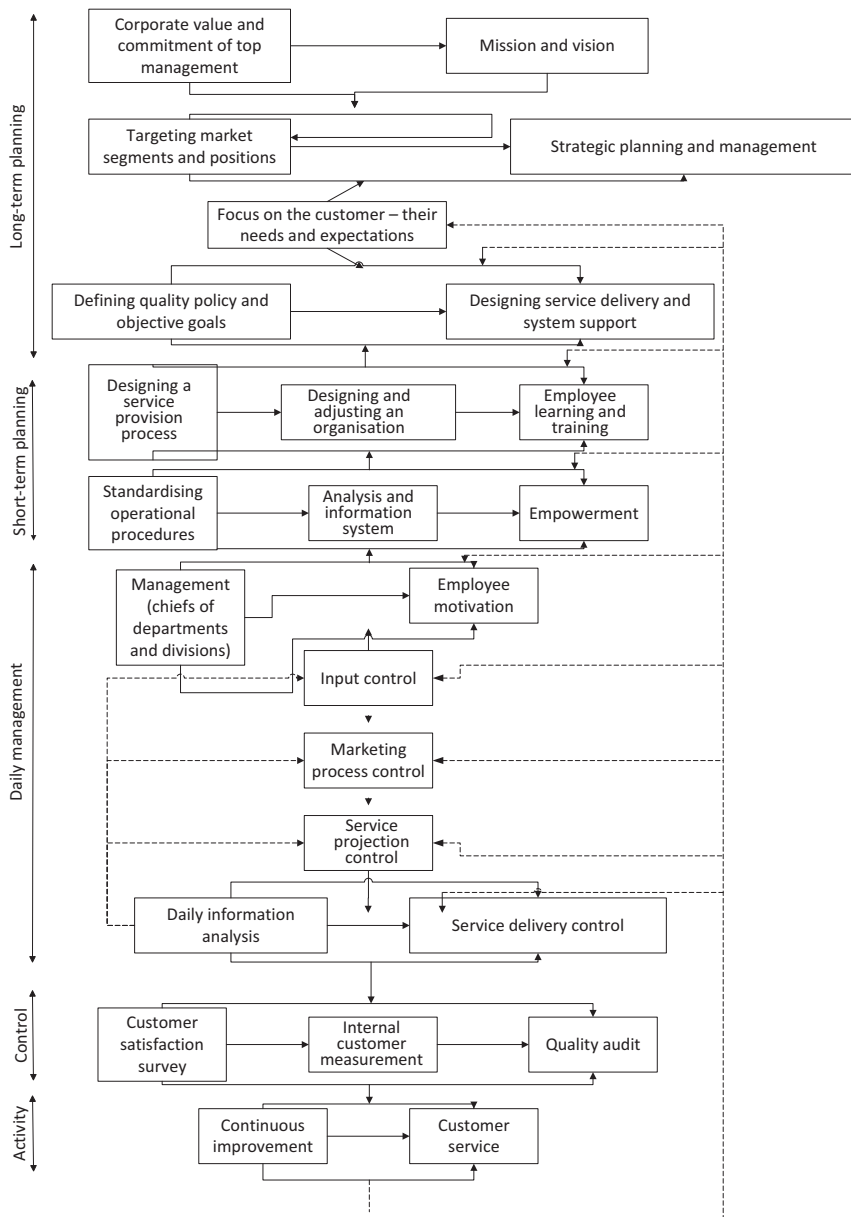 Corporate value and
commitment of top
management
Mission and vision
Targeting market
segments and positions
Strategic planning and management
Focus on the customer – their
needs and expectations
Defining quality policy and
objective goals
Designing service delivery and
system support
Long-term planning
Designing a
service
provision
process
Designing and
adjusting an
organisation
Employee
learning and
training
Standardising
operational
procedures
Analysis and
information
system
Empowerment
Short-term planning
Management
(chiefs of
departments
and divisions)
Employee
motivation
Input control
Marketing
process control
Service
projection
control
Daily information
analysis
Service delivery control
Daily management
Customer
satisfaction
survey
Internal
customer
measurement
Quality audit
Control
Continuous
improvement
Customer
service
Activity